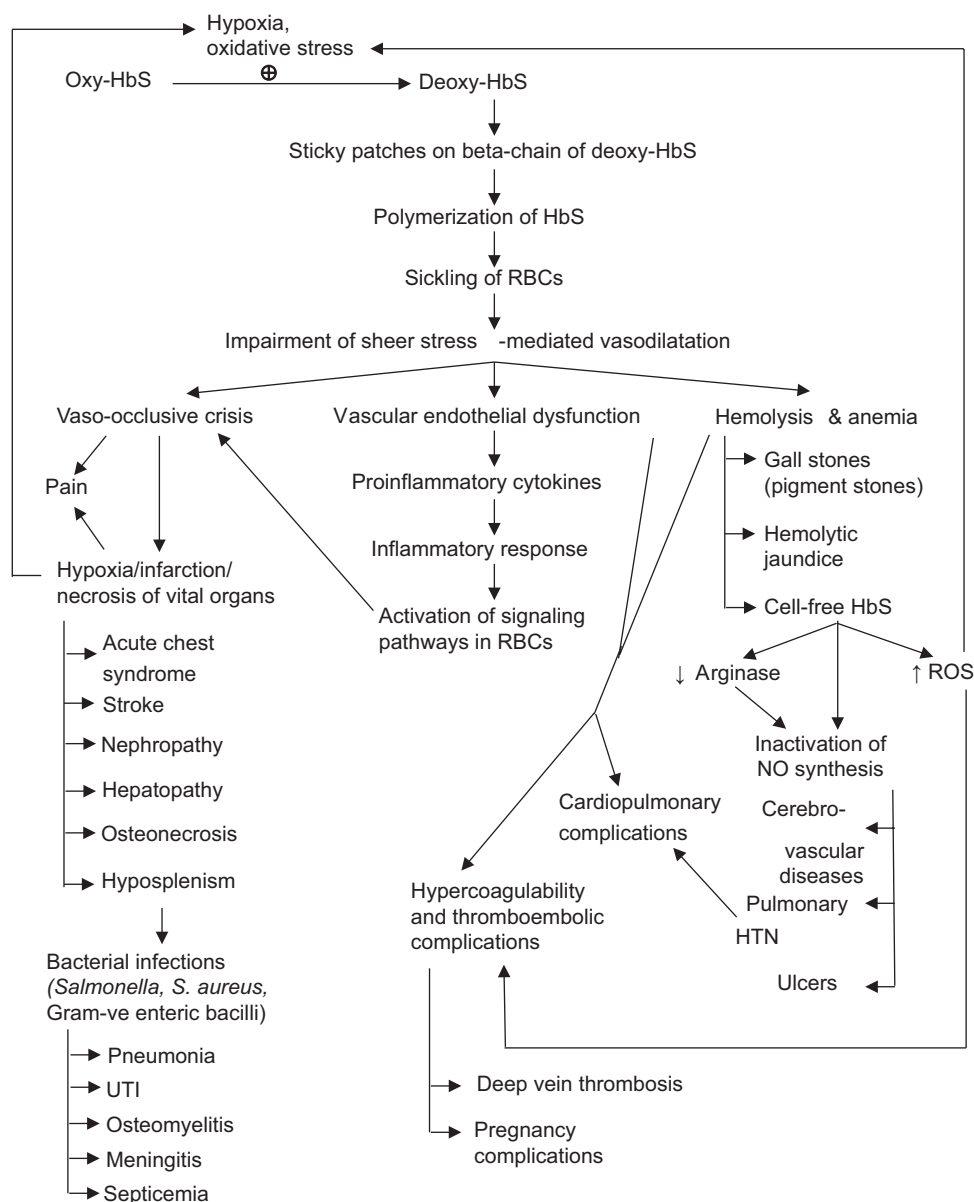 Hypoxia,
oxidative stress
⊕
Oxy-HbS
Deoxy-HbS
Sticky patches on beta-chain of deoxy-HbS
Polymerization of HbS
Sickling of RBCs
Impairment of sheer stress -mediated vasodilatation
Vaso-occlusive crisis
Pain
Hypoxia/infarction/
necrosis of vital organs
Acute chest
syndrome
Stroke
Nephropathy
Hepatopathy
Osteonecrosis
Hyposplenism
Bacterial infections
(Salmonella, S. aureus,
Gram-ve enteric bacilli)
Pneumonia
UTI
Osteomyelitis
Meningitis
Septicemia
Vascular endothelial dysfunction
Proinflammatory cytokines
Inflammatory response
Activation of signaling
pathways in RBCs
Hemolysis & anemia
Gall stones
(pigment stones)
Hemolytic
jaundice
Cell-free HbS
↓ Arginase
↑ ROS
Inactivation of
NO synthesis
Cerebro-
vascular
diseases
Pulmonary
HTN
Ulcers
Cardiopulmonary
complications
Hypercoagulability
and thromboembolic
complications
Deep vein thrombosis
Pregnancy
complications